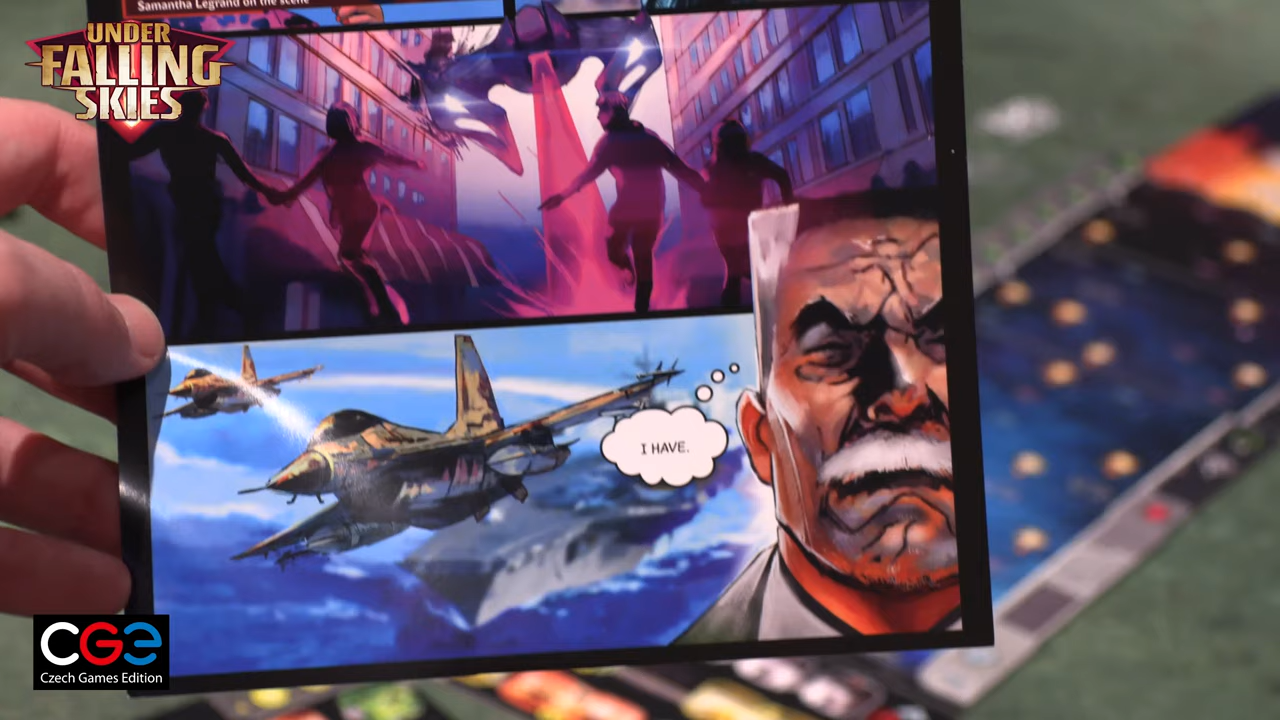 Samantha Legrand on the scene
UNDER
FALLING
SKIES
I HAVE.
CGE
Czech Games Edition